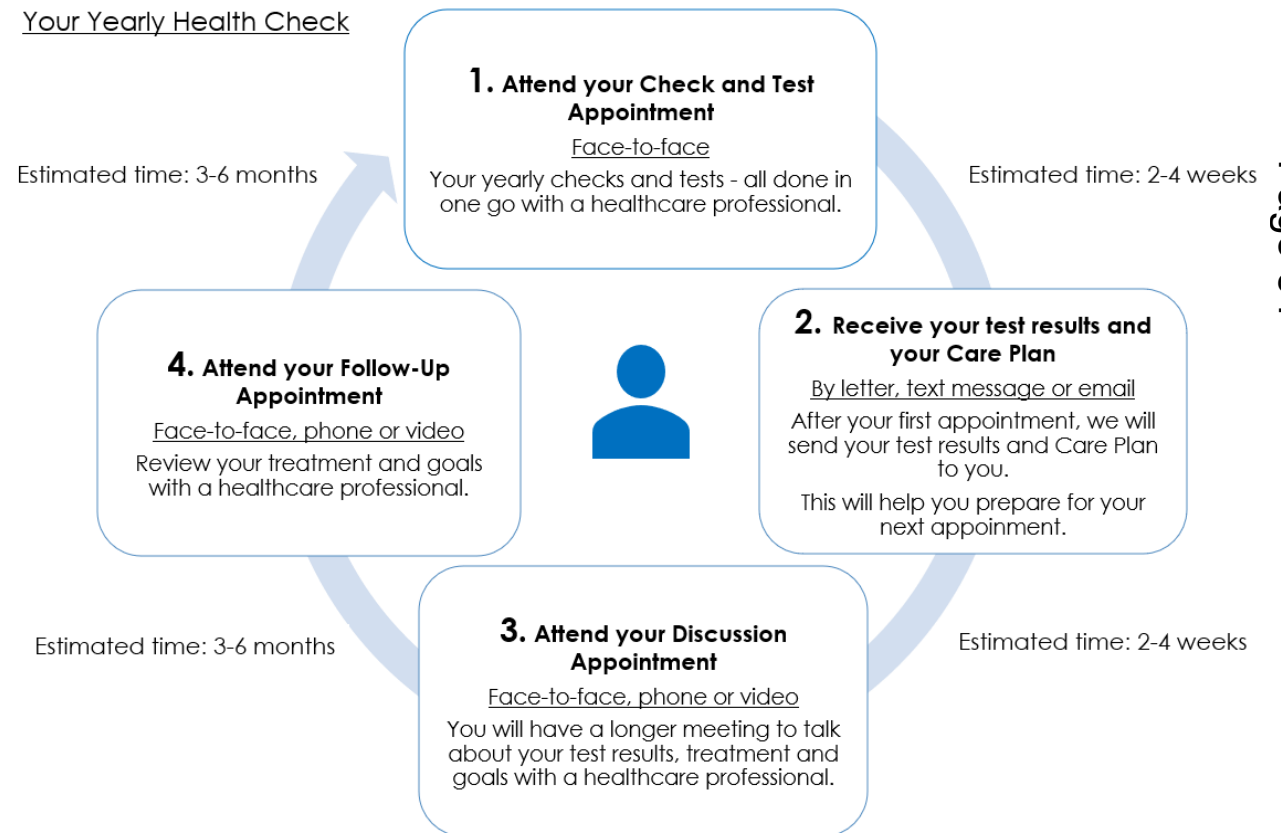 Your Yearly Health Check
1. Attend your Check and Test
Appointment
Face-to-face
Your yearly checks and tests - all done in
one go with a healthcare professional.
Estimated time: 2-4 weeks
2. Receive your test results and
your Care Plan
By letter, text message or email
After your first appointment, we will
send your test results and Care Plan
to you.
This will help you prepare for your
next appoinment.
Estimated time: 2-4 weeks
3. Attend your Discussion
Appointment
Face-to-face, phone or video
You will have a longer meeting to talk
about your test results, treatment and
goals with a healthcare professional.
Estimated time: 3-6 months
4. Attend your Follow-Up
Appointment
Face-to-face, phone or video
Review your treatment and goals
with a healthcare professional.
Estimated time: 3-6 months